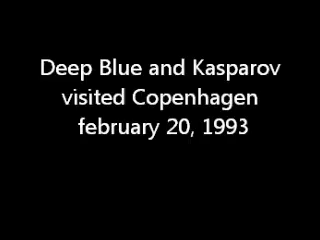 Deep Blue and Kasparov
visited Copenhagen
february 20, 1993